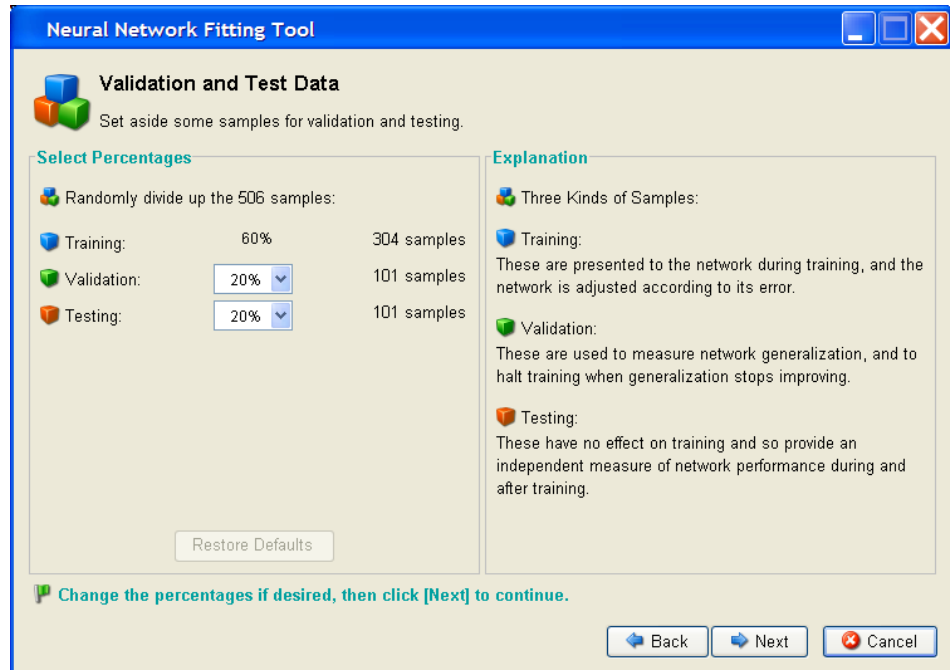 Neural Network Fitting Tool
Validation and Test Data
Set aside some samples for validation and testing.
Select Percentages
Randomly divide up the 506 samples:
Training: 60% 304 samples
Validation: 20% 101 samples
Testing: 20% 101 samples
Restore Defaults
Explanation
Three Kinds of Samples:
Training:
These are presented to the network during training, and the
network is adjusted according to its error.
Validation:
These are used to measure network generalization, and to
halt training when generalization stops improving.
Testing:
These have no effect on training and so provide an
independent measure of network performance during and
after training.
Change the percentages if desired, then click [Next] to continue.
Back Next Cancel